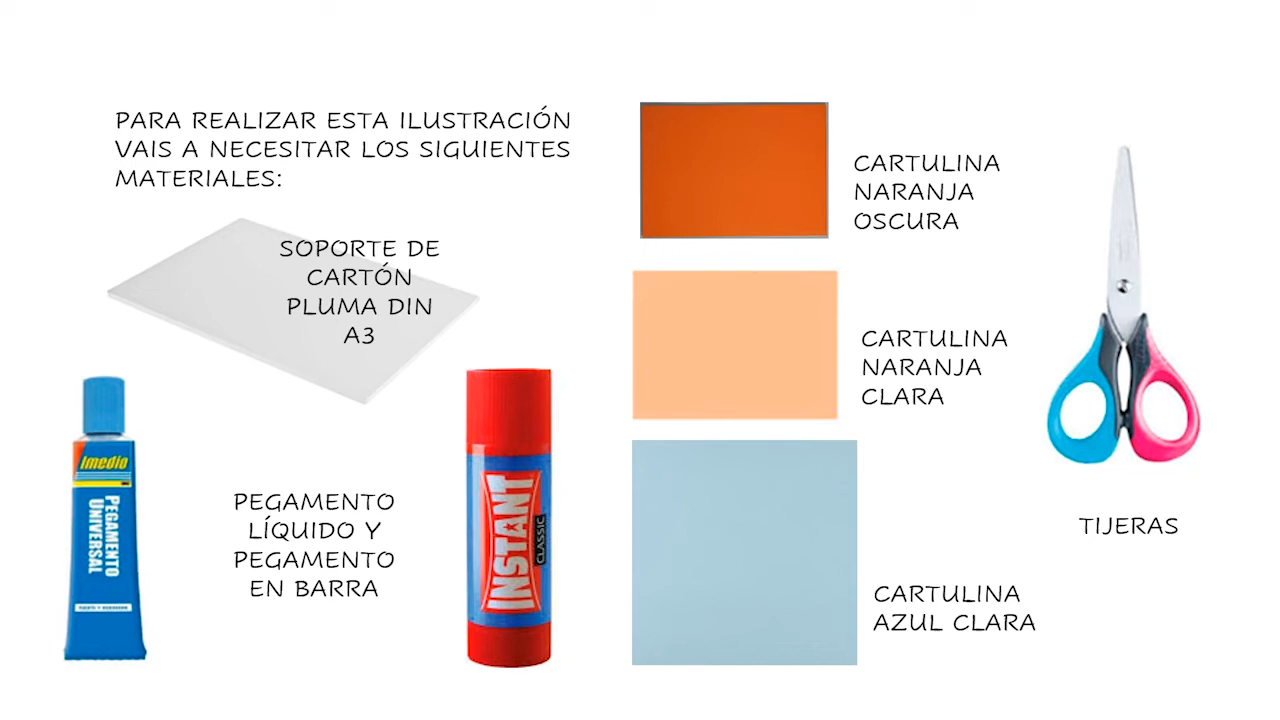 PARA REALIZAR ESTA ILUSTRACIÓN
VAIS A NECESITAR LOS SIGUIENTES
MATERIALES:
SOPORTE DE
CARTÓN
PLUMA DIN
A3
Imedio
PEGAMENTO
UNIVERSAL
PEGAMENTO
LÍQUIDO Y
PEGAMENTO
EN BARRA
INSTANT
CLASSIC
CARTULINA
NARANJA
OSCURA
CARTULINA
NARANJA
CLARA
CARTULINA
AZUL CLARA
TIJERAS